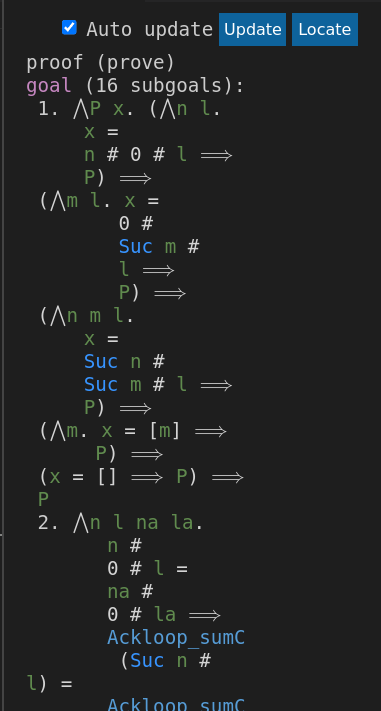 Auto update Update Locate
proof (prove)
goal (16 subgoals):
1. ⋀P x. (⋀n l.
x =
n # 0 # l ⟹
P) ⟹
(⋀m l. x =
0 #
Suc m #
l ⟹
P) ⟹
(⋀n m l.
x =
Suc n #
Suc m # l ⟹
P) ⟹
(⋀m. x = [m] ⟹
P) ⟹
(x = [] ⟹ P) ⟹
P
2. ⋀n l na la.
n #
0 # l =
na #
0 # la ⟹
Ackloop_sumC
(Suc n #
l) =
Ackloop_sumC